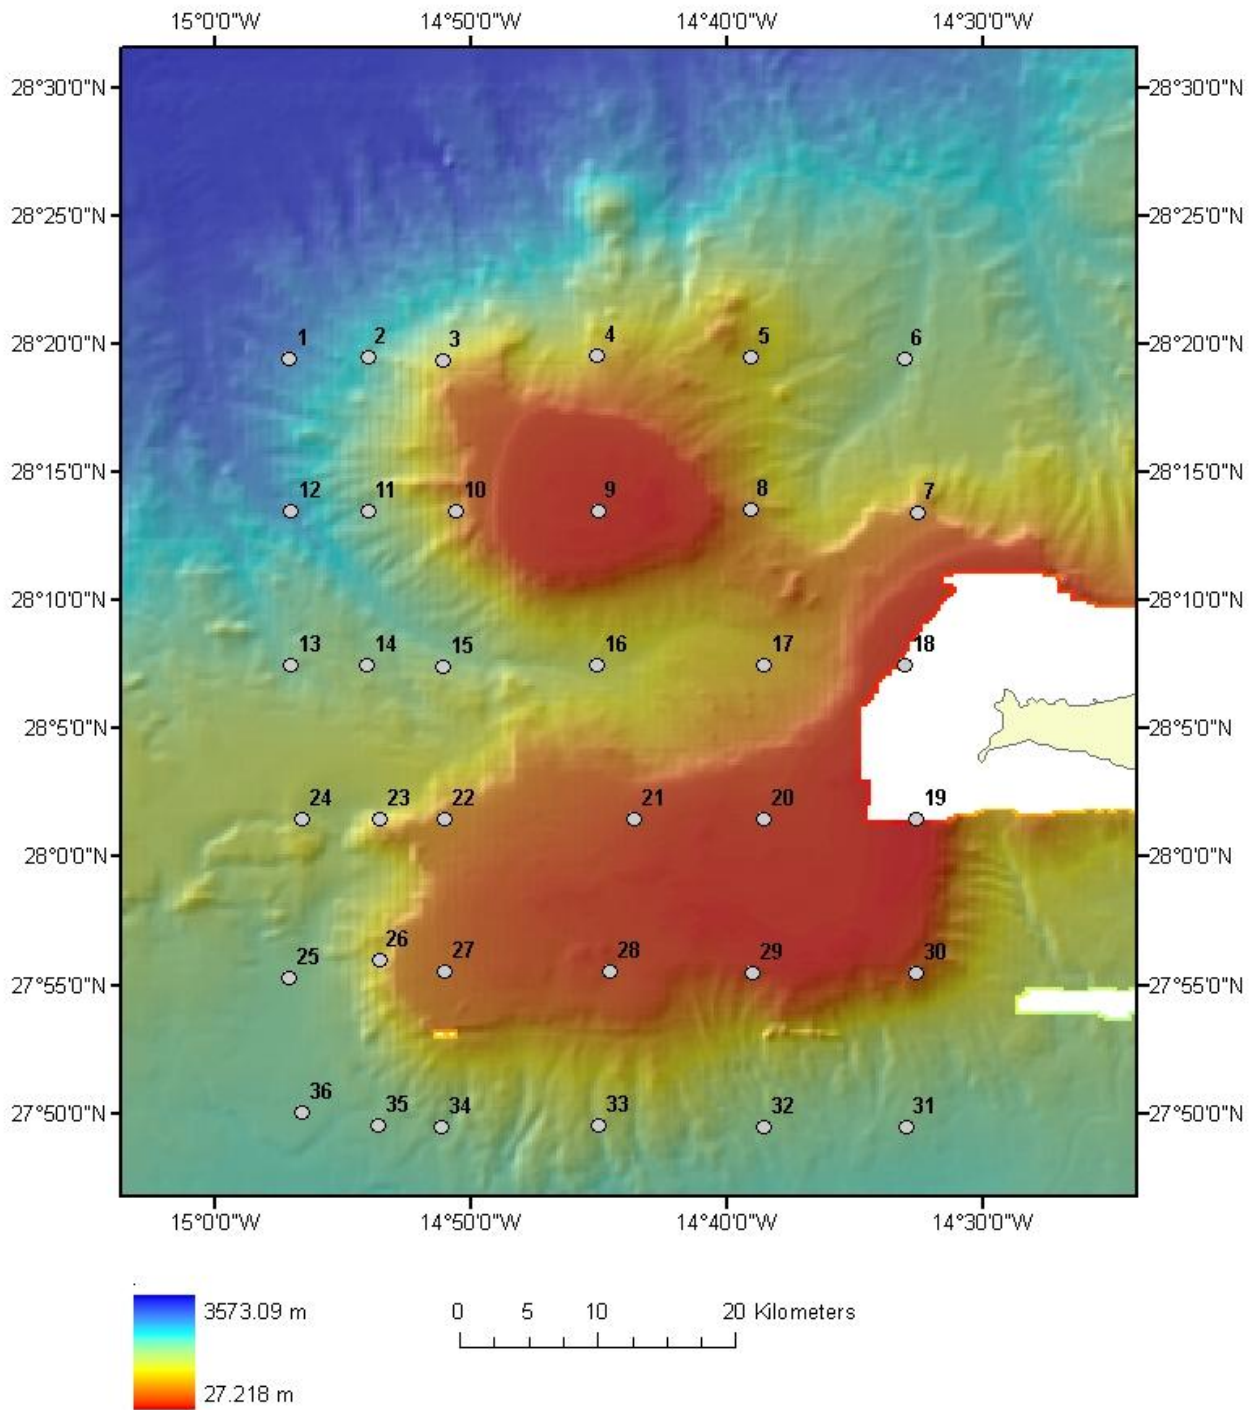 15°0'0"W 14°50'0"W 14°40'0"W 14°30'0"W
28°30'0"N 28°30'0"N
28°25'0"N 28°25'0"N
28°20'0"N 1 2 3 4 5 6 28°20'0"N
28°15'0"N 28°15'0"N
12 11 10 9 8 7
28°10'0"N 28°10'0"N
13 14 15 16 17 18
28°5'0"N 28°5'0"N
24 23 22 21 20 19
28°0'0"N 28°0'0"N
25 26 27 28 29 30
27°55'0"N 27°55'0"N
36 35 34 33 32 31
27°50'0"N 27°50'0"N
15°0'0"W 14°50'0"W 14°40'0"W 14°30'0"W
3573.09 m
27.218 m
0 5 10 20 Kilometers